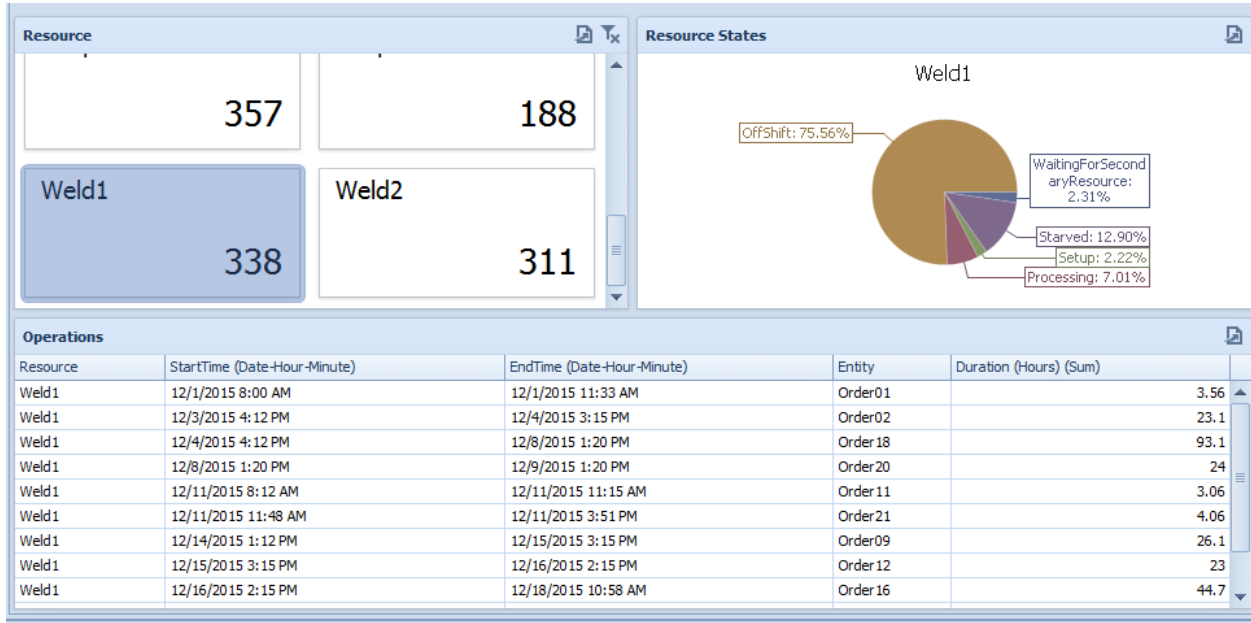 Resource
357
188
Weld1
338
Weld2
311
Resource States
Weld1
OffShift: 75.56%
WaitingForSecond
aryResource:
2.31%
Starved: 12.90%
Setup: 2.22%
Processing: 7.01%
Operations
Resource StartTime (Date-Hour-Minute) EndTime (Date-Hour-Minute) Entity Duration (Hours) (Sum)
Weld1 12/1/2015 8:00 AM 12/1/2015 11:33 AM Order01 3.56
Weld1 12/3/2015 4:12 PM 12/4/2015 3:15 PM Order02 23.1
Weld1 12/4/2015 4:12 PM 12/8/2015 1:20 PM Order18 93.1
Weld1 12/8/2015 1:20 PM 12/9/2015 1:20 PM Order20 24
Weld1 12/11/2015 8:12 AM 12/11/2015 11:15 AM Order11 3.06
Weld1 12/11/2015 11:48 AM 12/11/2015 3:51 PM Order21 4.06
Weld1 12/14/2015 1:12 PM 12/15/2015 3:15 PM Order09 26.1
Weld1 12/15/2015 3:15 PM 12/16/2015 2:15 PM Order12 23
Weld1 12/16/2015 2:15 PM 12/18/2015 10:58 AM Order16 44.7